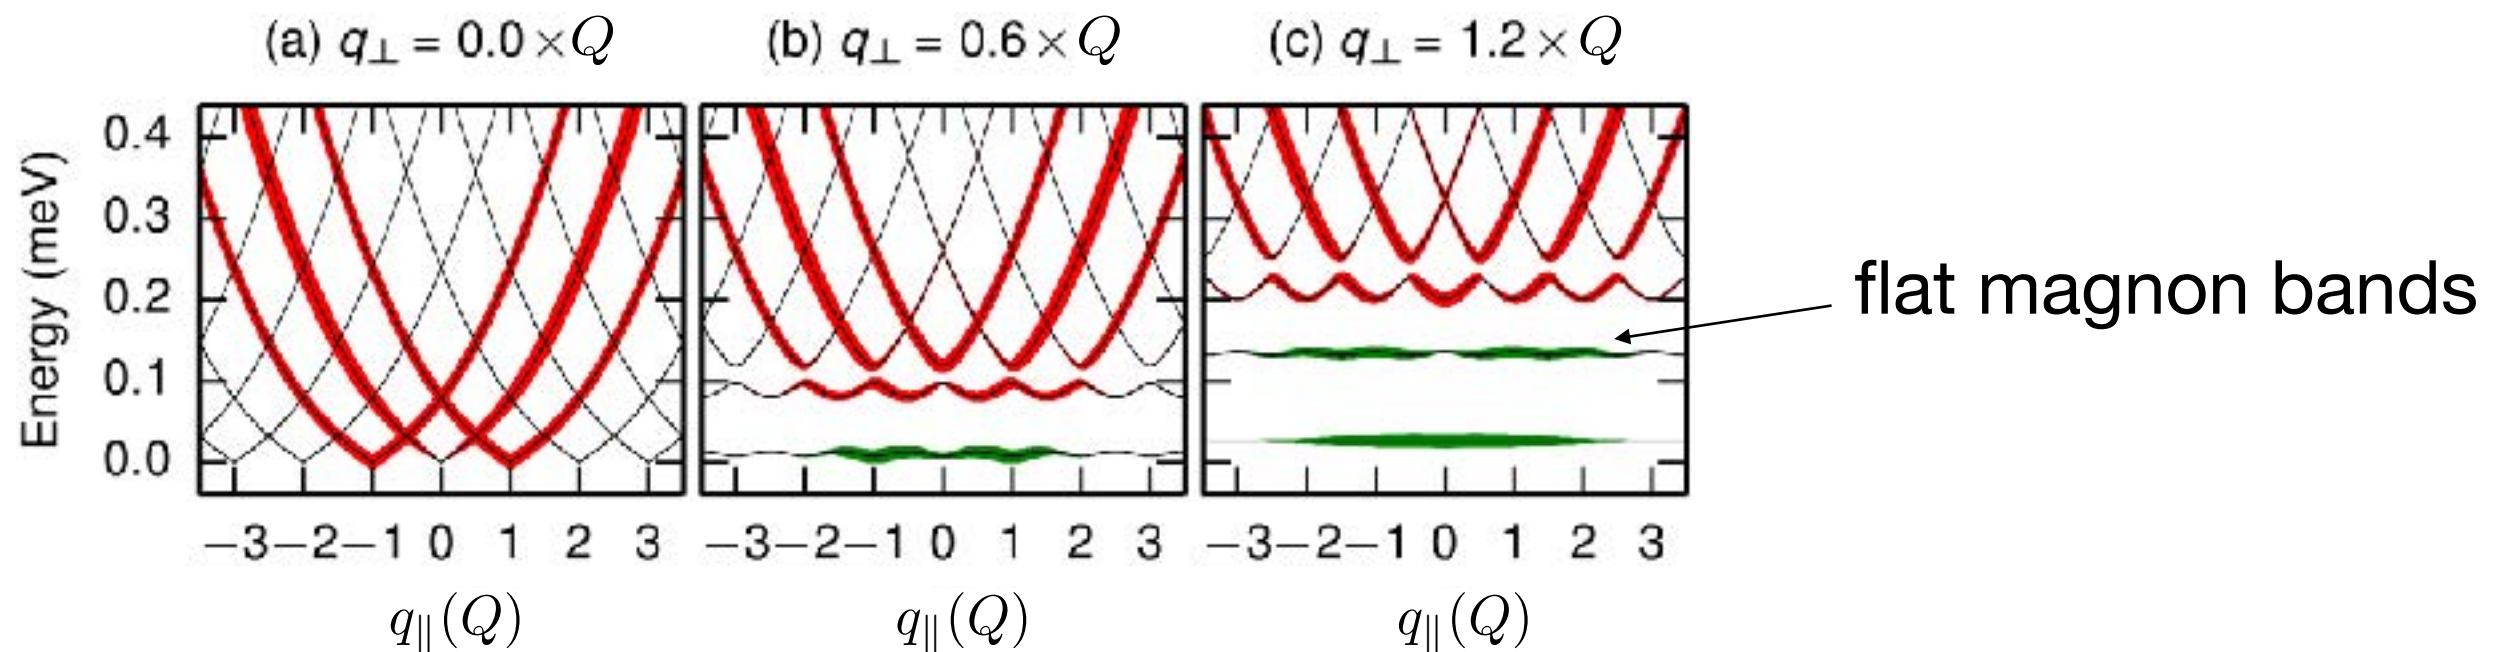 (a) q⊥ = 0.0 × Q
(b) q⊥ = 0.6 × Q
(c) q⊥ = 1.2 × Q
Energy (meV)
0.4
0.3
0.2
0.1
0.0
flat magnon bands
−3 −2 −1 0 1 2 3
−3 −2 −1 0 1 2 3
−3 −2 −1 0 1 2 3
q∥(Q)
q∥(Q)
q∥(Q)